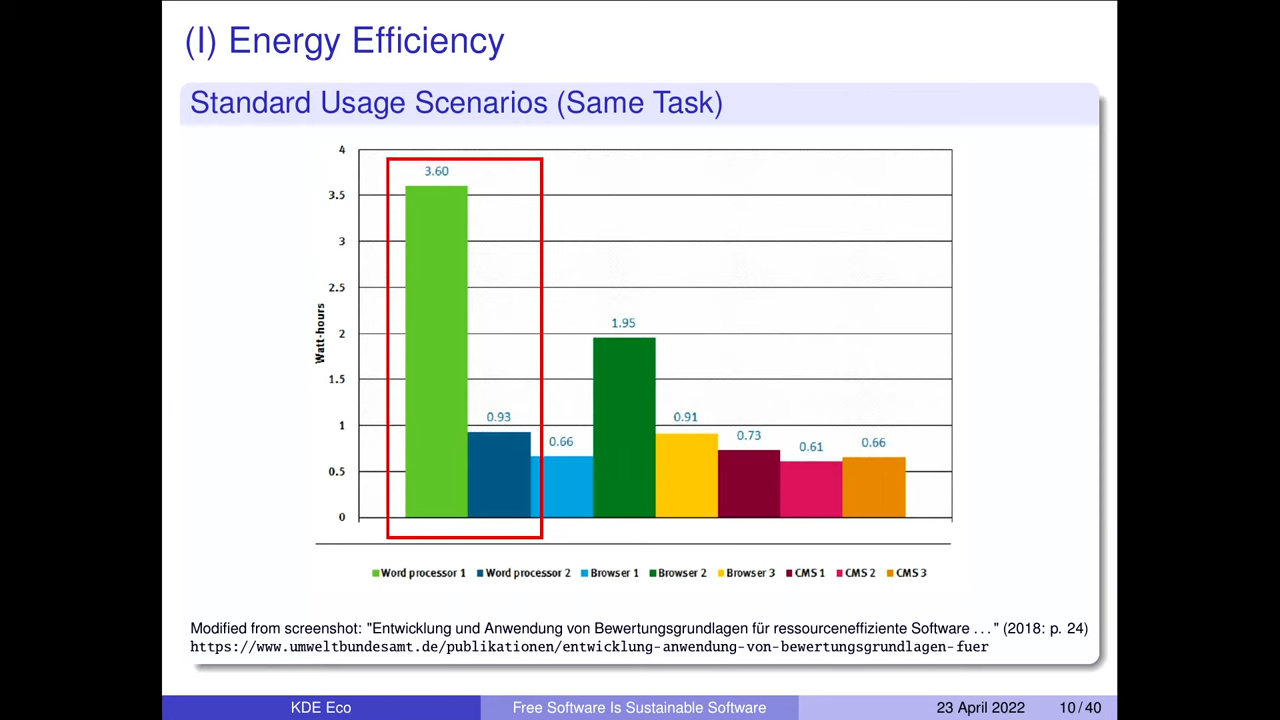 (I) Energy Efficiency
Standard Usage Scenarios (Same Task)
4
3.60
3.5
3
2.5
Watt-hours
1.95
2
1.5
0.93
0.91
1
0.66
0.73
0.61
0.66
0.5
0
Word processor 1 Word processor 2 Browser 1 Browser 2 Browser 3 CMS 1 CMS 2 CMS 3
Modified from screenshot: "Entwicklung und Anwendung von Bewertungsgrundlagen für ressourceneffiziente Software ..." (2018: p. 24)
https://www.umweltbundesamt.de/publikationen/entwicklung-anwendung-von-bewertungsgrundlagen-fuer
KDE Eco Free Software Is Sustainable Software 23 April 2022 10/40